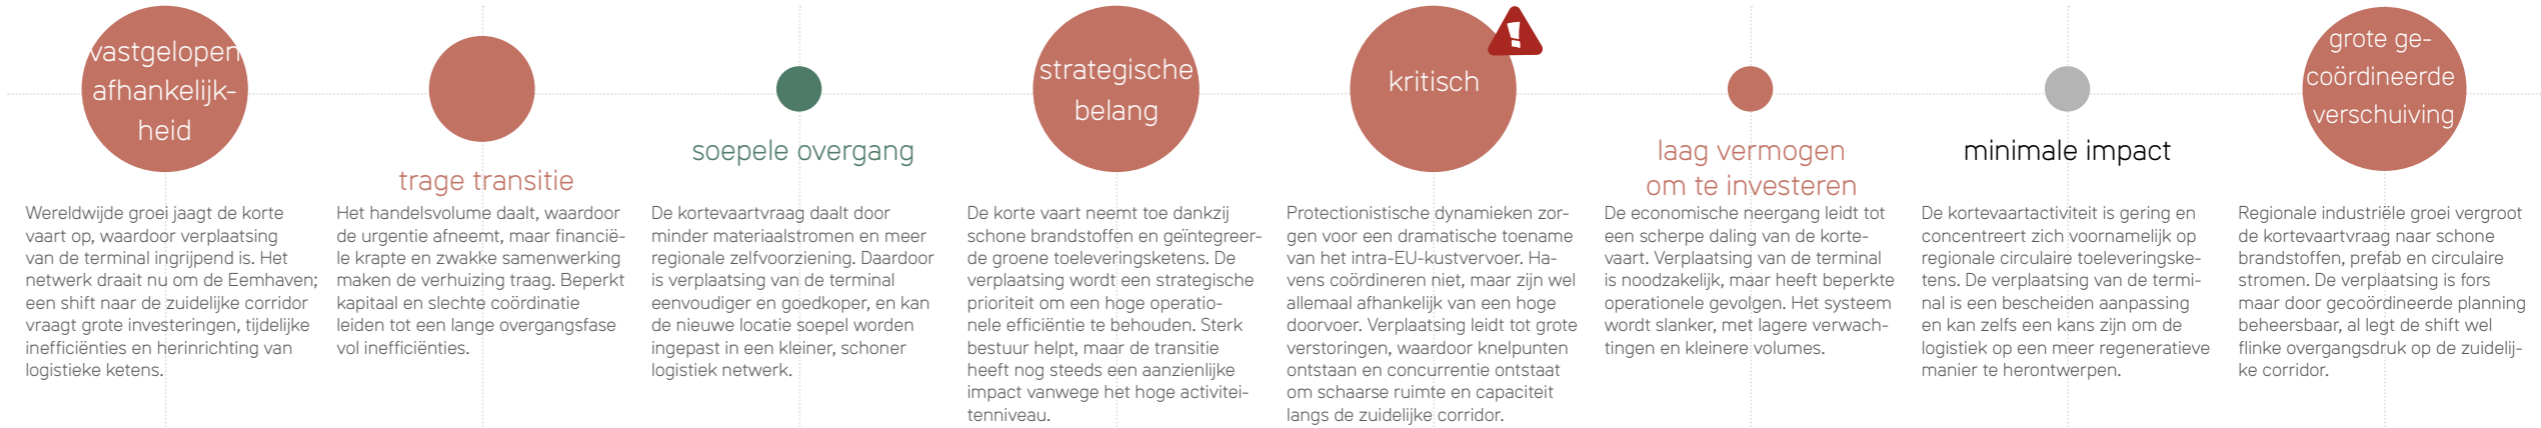 vastgelopen
afhankelijk-
heid
Wereldwijde groei jaagt de korte
vaart op, waardoor verplaatsing
van de terminal ingrijpend is. Het
netwerk draait nu om de Eemhaven;
een shift naar de zuidelijke corridor
vraagt grote investeringen, tijdelijke
inefficiënties en herinrichting van
logistieke ketens.
trage transitie
Het handelsvolume daalt, waardoor
de urgentie afneemt, maar financië-
le krapte en zwakke samenwerking
maken de verhuizing traag. Beperkt
kapitaal en slechte coördinatie
leiden tot een lange overgangsfase
vol inefficiënties.
soepele overgang
De kortevaartvraag daalt door
minder materiaalstromen en meer
regionale zelfvoorziening. Daardoor
is verplaatsing van de terminal
eenvoudiger en goedkoper, en kan
de nieuwe locatie soepel worden
ingepast in een kleiner, schoner
logistiek netwerk.
strategische
belang
De korte vaart neemt toe dankzij
schone brandstoffen en geïntegreer-
de groene toeleveringsketens. De
verplaatsing wordt een strategische
prioriteit om een hoge operatio-
nele efficiëntie te behouden. Sterk
bestuur helpt, maar de transitie
heeft nog steeds een aanzienlijke
impact vanwege het hoge activitei-
tenniveau.
!
kritisch
Protectionistische dynamieken zor-
gen voor een dramatische toename
van het intra-EU-kustvervoer. Ha-
vens coördineren niet, maar zijn wel
allemaal afhankelijk van een hoge
doorvoer. Verplaatsing leidt tot grote
verstoringen, waardoor knelpunten
ontstaan en concurrentie ontstaat
om schaarse ruimte en capaciteit
langs de zuidelijke corridor.
laag vermogen
om te investeren
De economische neergang leidt tot
een scherpe daling van de korte-
vaart. Verplaatsing van de terminal
is noodzakelijk, maar heeft beperkte
operationele gevolgen. Het systeem
wordt slanker, met lagere verwach-
tingen en kleinere volumes.
minimale impact
De kortevaartactiviteit is gering en
concentreert zich voornamelijk op
regionale circulaire toeleveringske-
tens. De verplaatsing van de termi-
nal is een bescheiden aanpassing
en kan zelfs een kans zijn om de
logistiek op een meer regeneratieve
manier te herontwerpen.
grote ge-
coördineerde
verschuiving
Regionale industriële groei vergroot
de kortevaartvraag naar schone
brandstoffen, prefab en circulaire
stromen. De verplaatsing is fors
maar door gecoördineerde planning
beheersbaar, al legt de shift wel
flinke overgangsdruk op de zuidelij-
ke corridor.